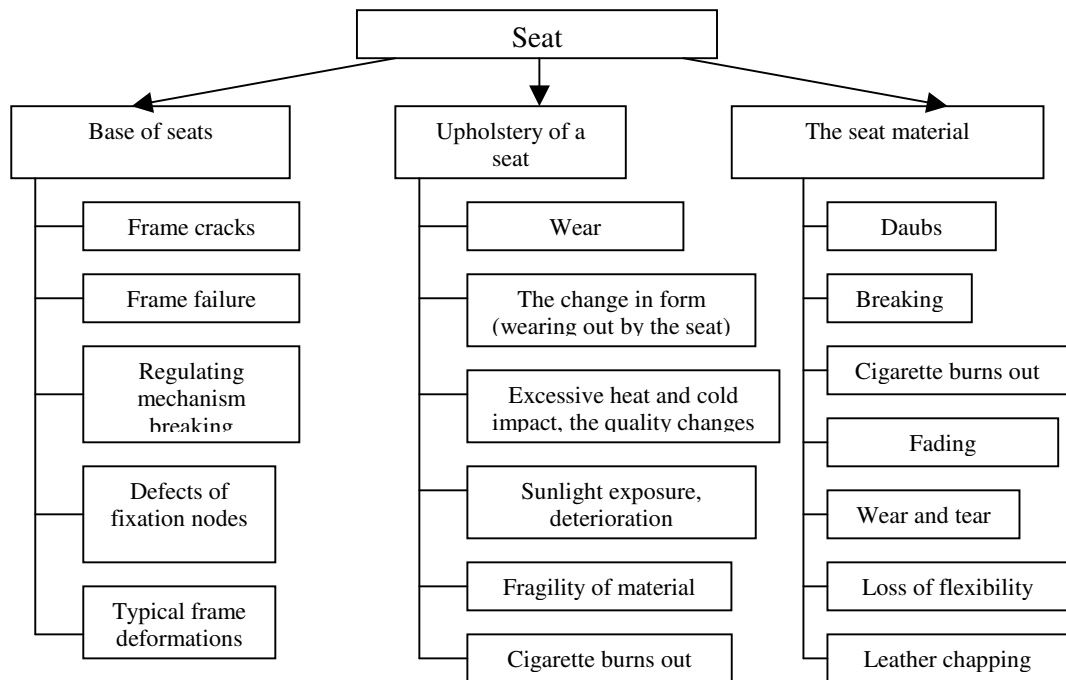 Seat
Base of seats
Frame cracks
Frame failure
Regulating
mechanism
breaking
Defects of
fixation nodes
Typical frame
deformations
Upholstery of a
seat
Wear
The change in form
(wearing out by the seat)
Excessive heat and cold
impact, the quality changes
Sunlight exposure,
deterioration
Fragility of material
Cigarette burns out
The seat material
Daubs
Breaking
Cigarette burns out
Fading
Wear and tear
Loss of flexibility
Leather chapping